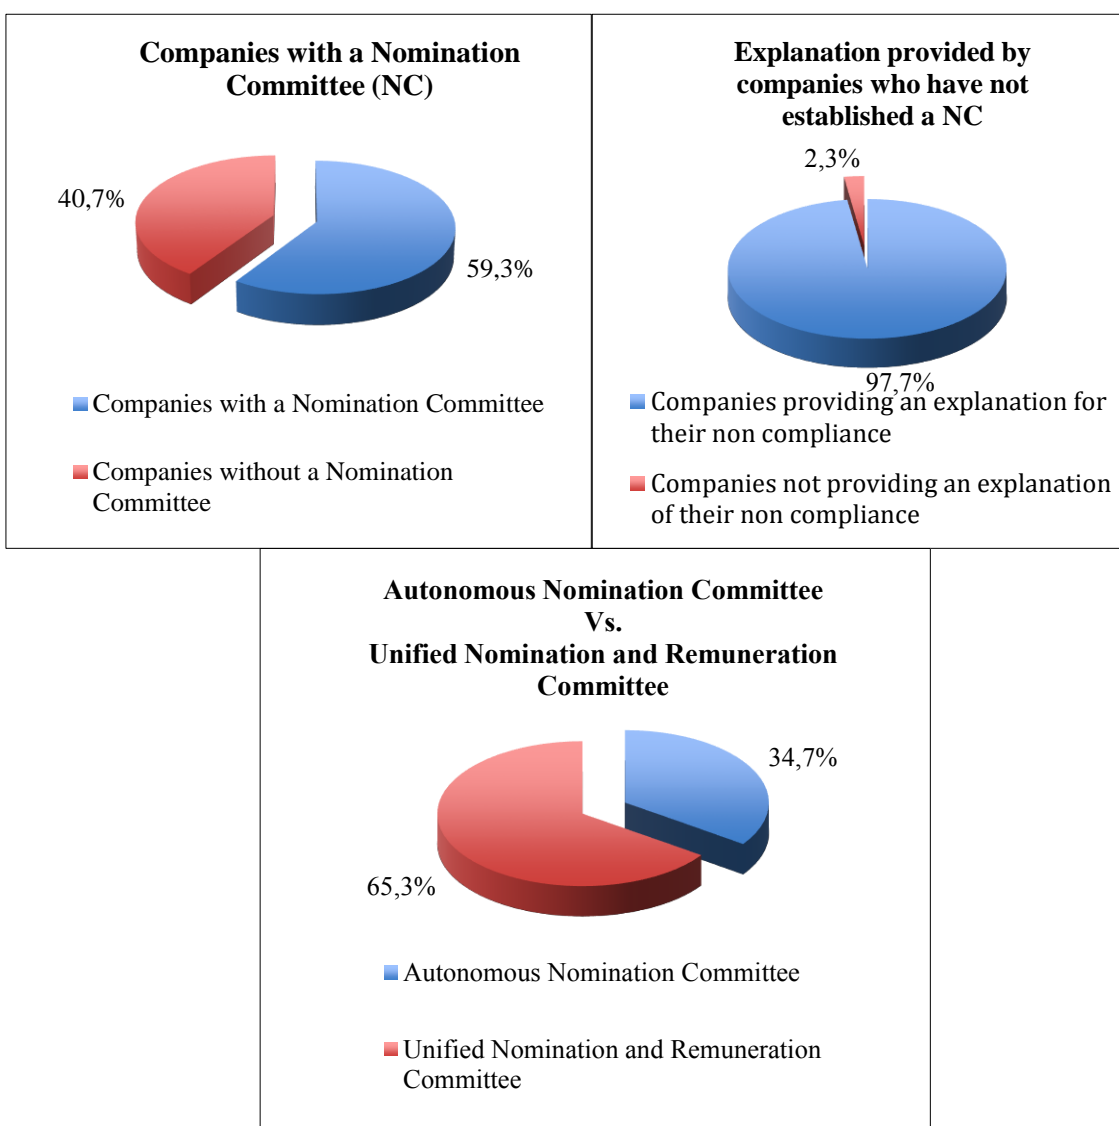 Companies with a Nomination
Committee (NC)
40,7%
59,3%
Companies with a Nomination Committee
Companies without a Nomination
Committee
Explanation provided by
companies who have not
established a NC
2,3%
97,7%
Companies providing an explanation for
their non compliance
Companies not providing an explanation
of their non compliance
Autonomous Nomination Committee
Vs.
Unified Nomination and Remuneration
Committee
34,7%
65,3%
Autonomous Nomination Committee
Unified Nomination and Remuneration
Committee